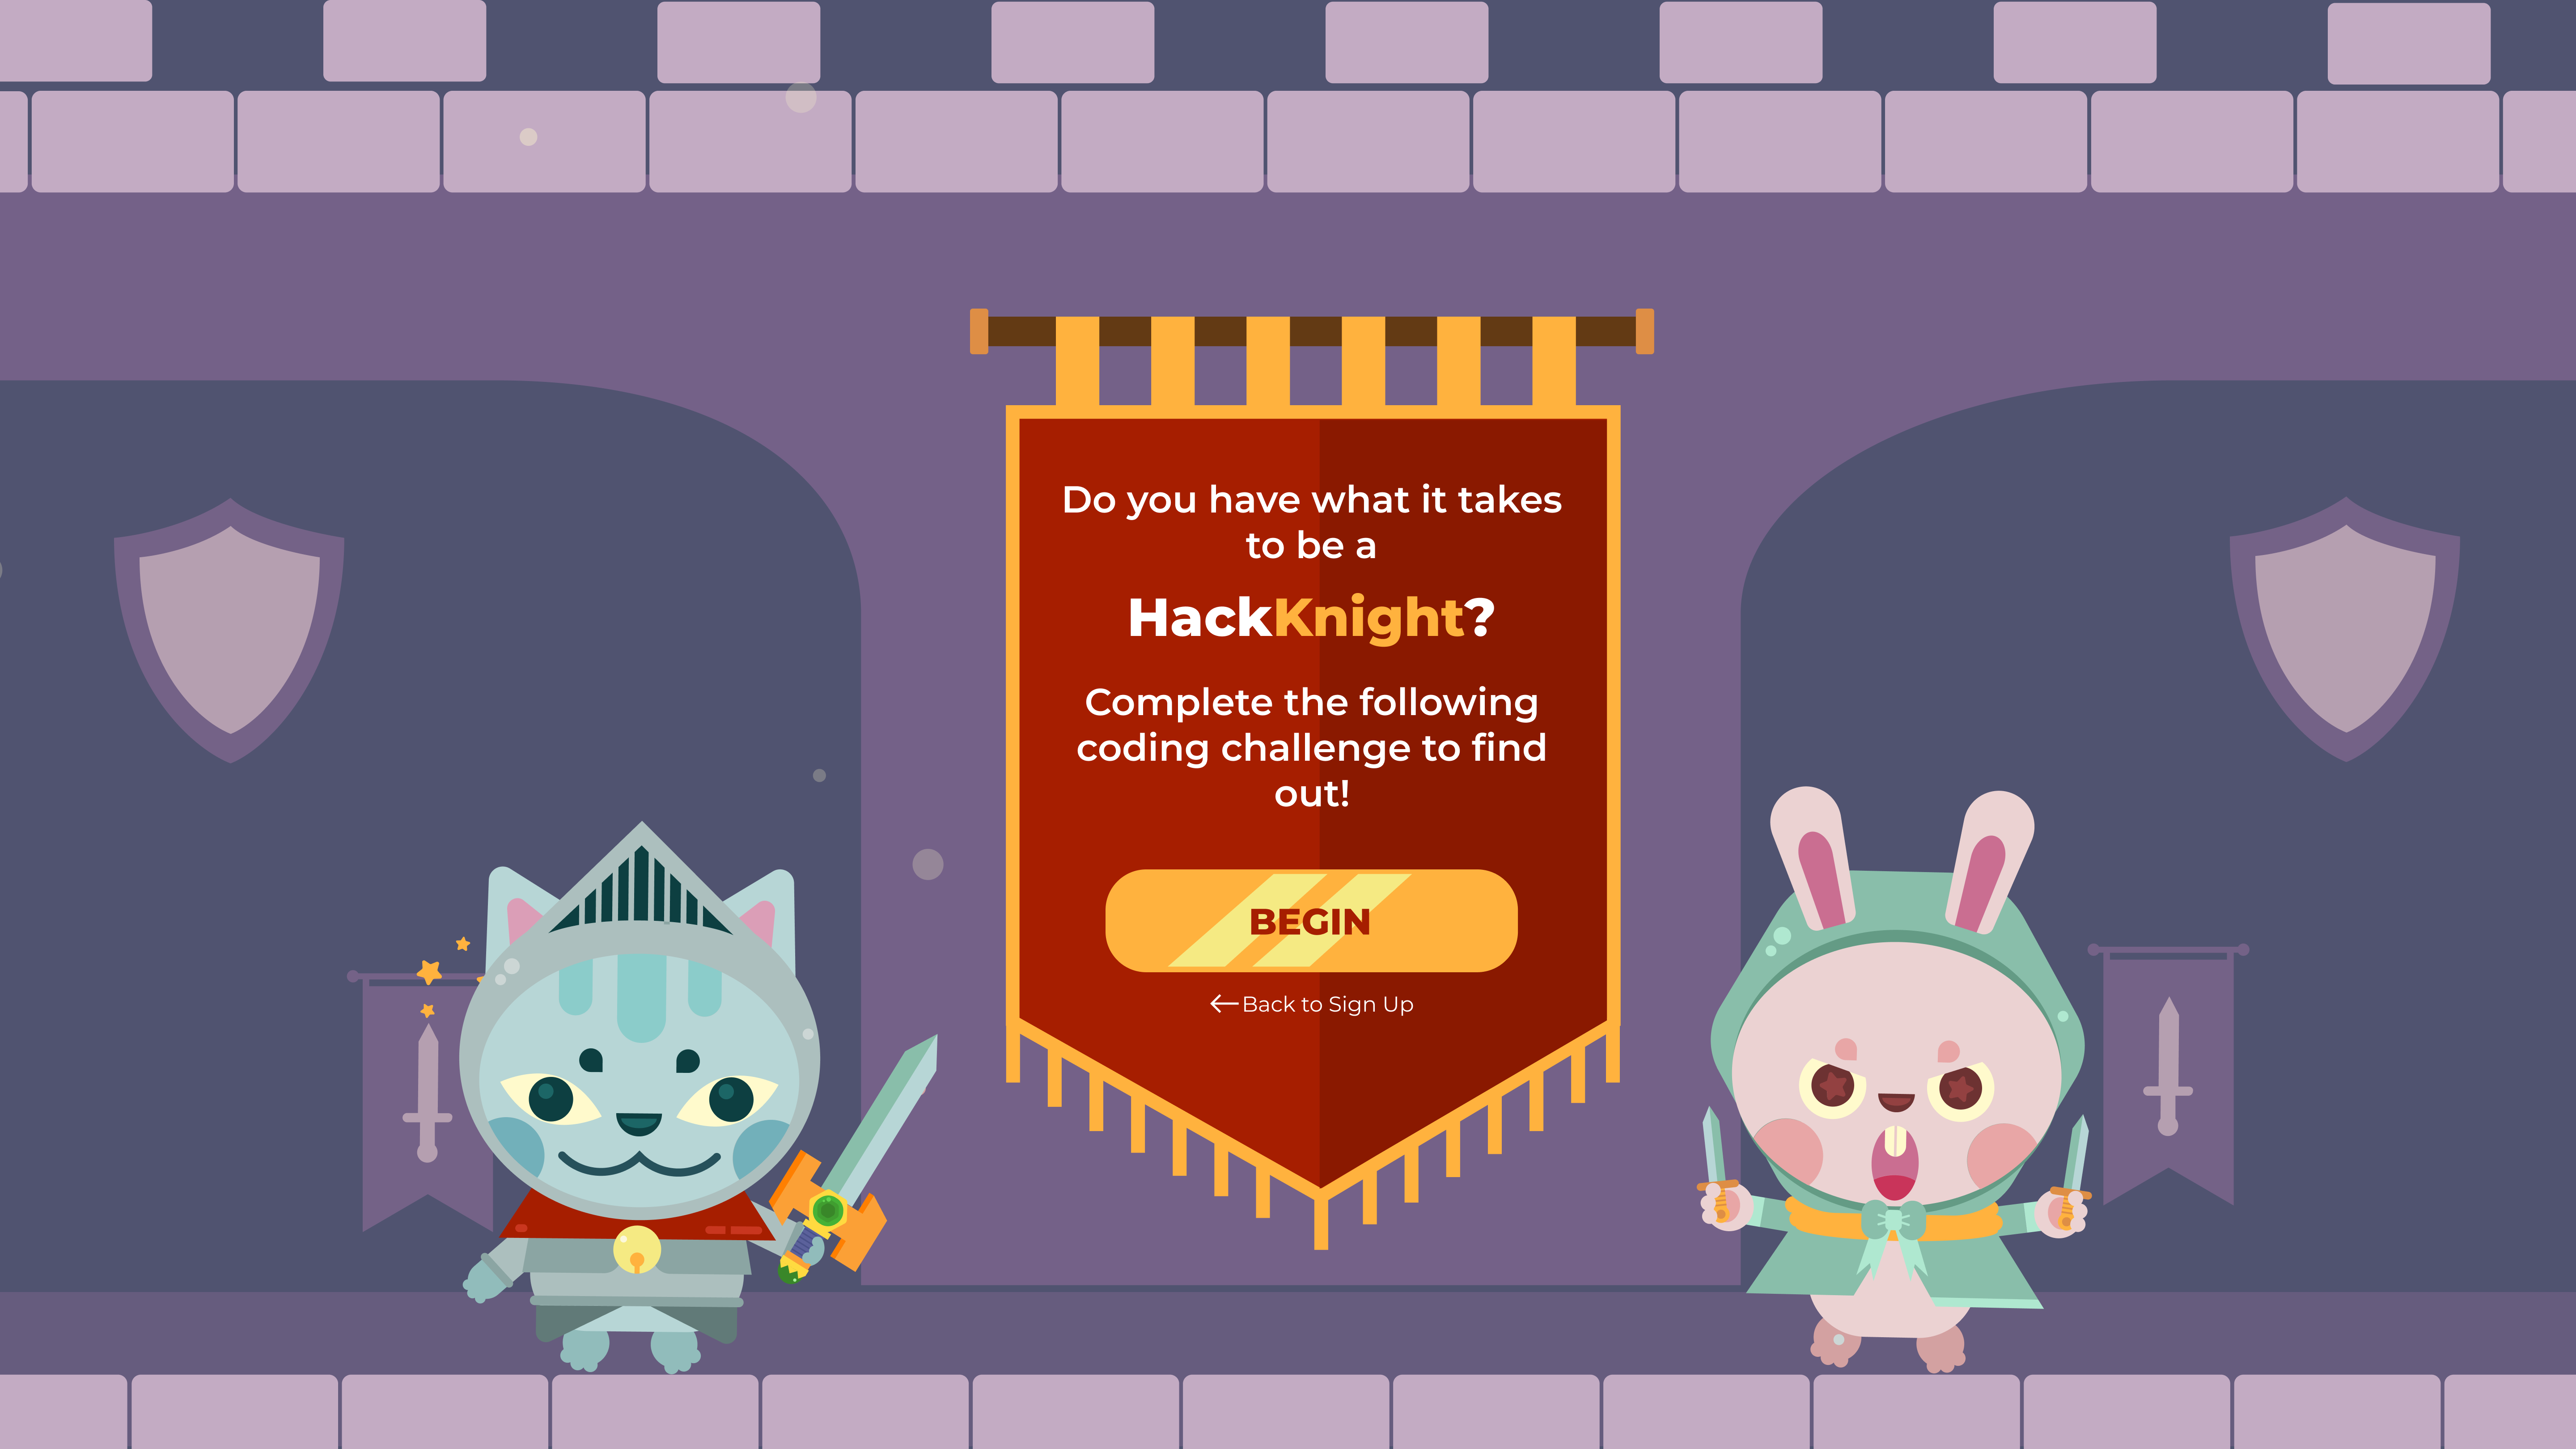 Do you have what it takes
to be a
HackKnight?
Complete the following
coding challenge to find
out!
BEGIN
Back to Sign Up